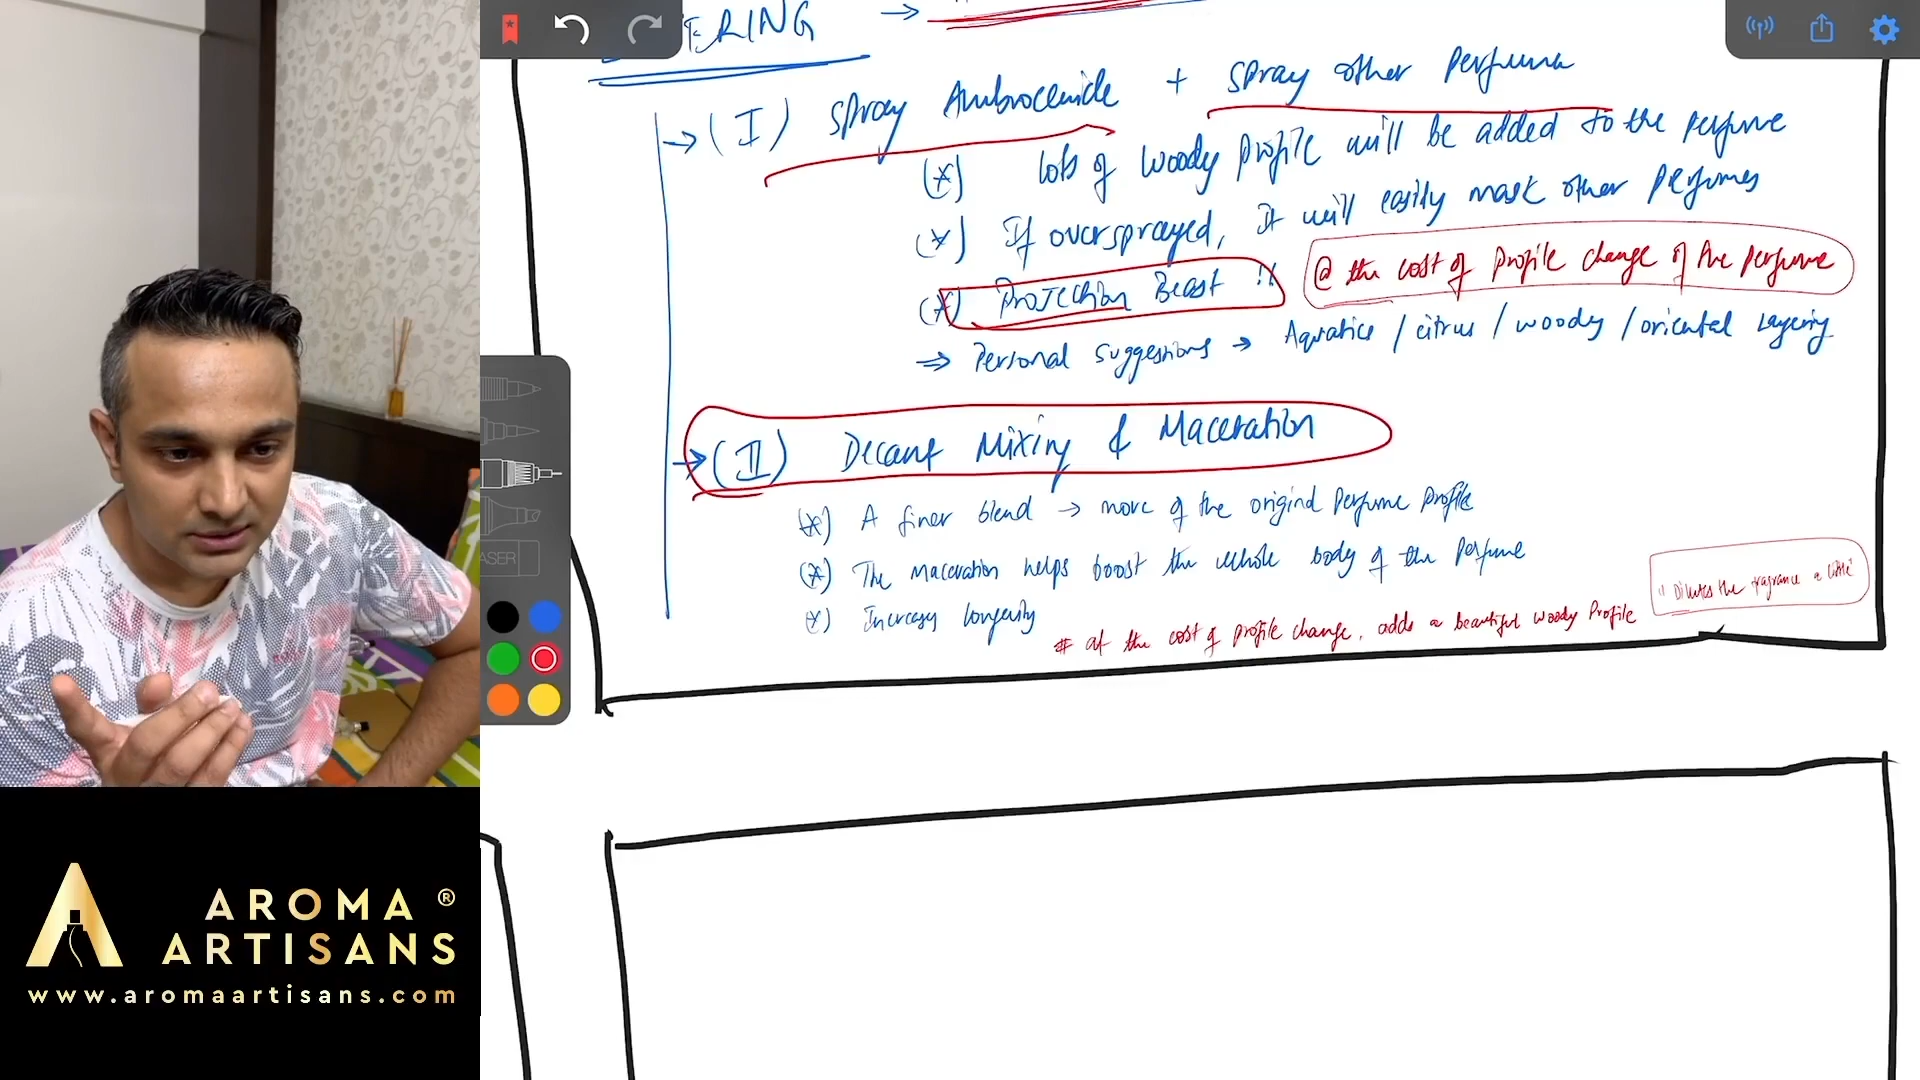 ERING →
→ (I) Spray Ambrocenide + spray other Perfume
(*) lots of woody profile will be added to the perfume
(*) If oversprayed, It will easily mask other Perfumes
(*) Projection Beast !! @ the cost of profile change of the perfume
⇒ Personal suggestions → Aquatics / citrus / woody / oriental Layering
→ (II) Decant Mixing & Maceration
(*) A finer blend → more of the original Perfume Profile
(*) The maceration helps boost the whole body of the Perfume
(*) Increases Longevity
# at the cost of profile change, adds a beautiful woody Profile
" Dilutes the fragrance a little"
ASER
AROMA ®
ARTISANS
www.aromaartisans.com